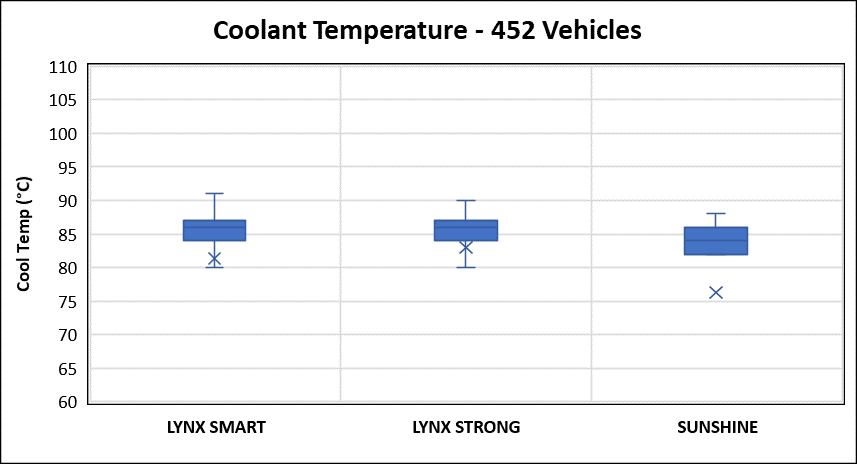 Coolant Temperature - 452 Vehicles
110
105
100
95
90
85
80
75
70
65
60
Cool Temp (°C)
LYNX SMART
LYNX STRONG
SUNSHINE